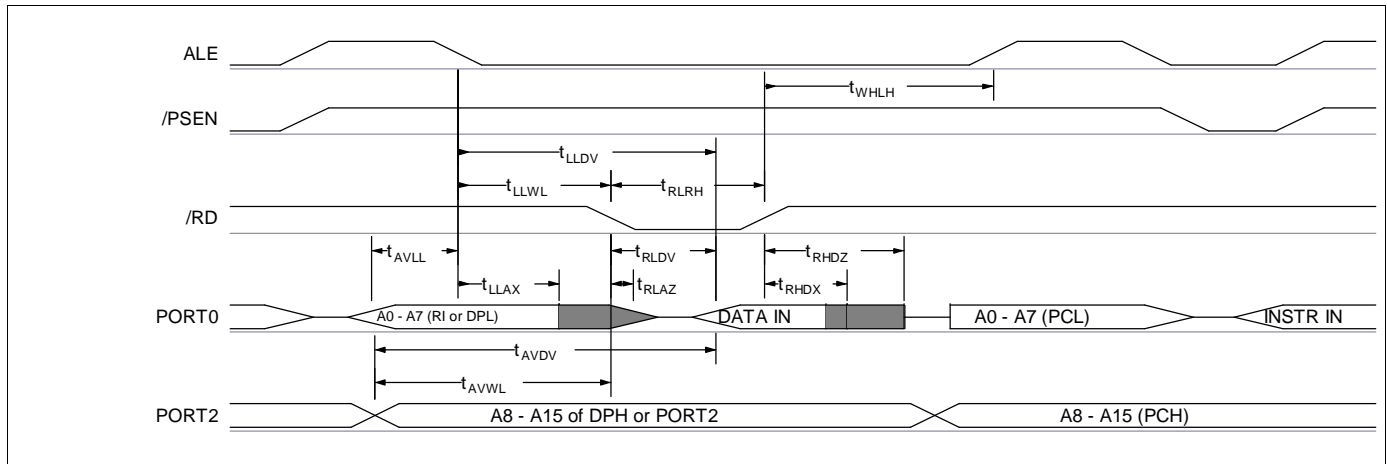 ALE
tWHLH
/PSEN
tLLDV
tLLWL tRLRH
/RD
tAVLL tRLDV tRHDZ
tLLAX tRLAZ tRHDX
PORT0 A0 - A7 (RI or DPL) DATA IN A0 - A7 (PCL) INSTR IN
tAVDV
tAVWL
PORT2 A8 - A15 of DPH or PORT2 A8 - A15 (PCH)